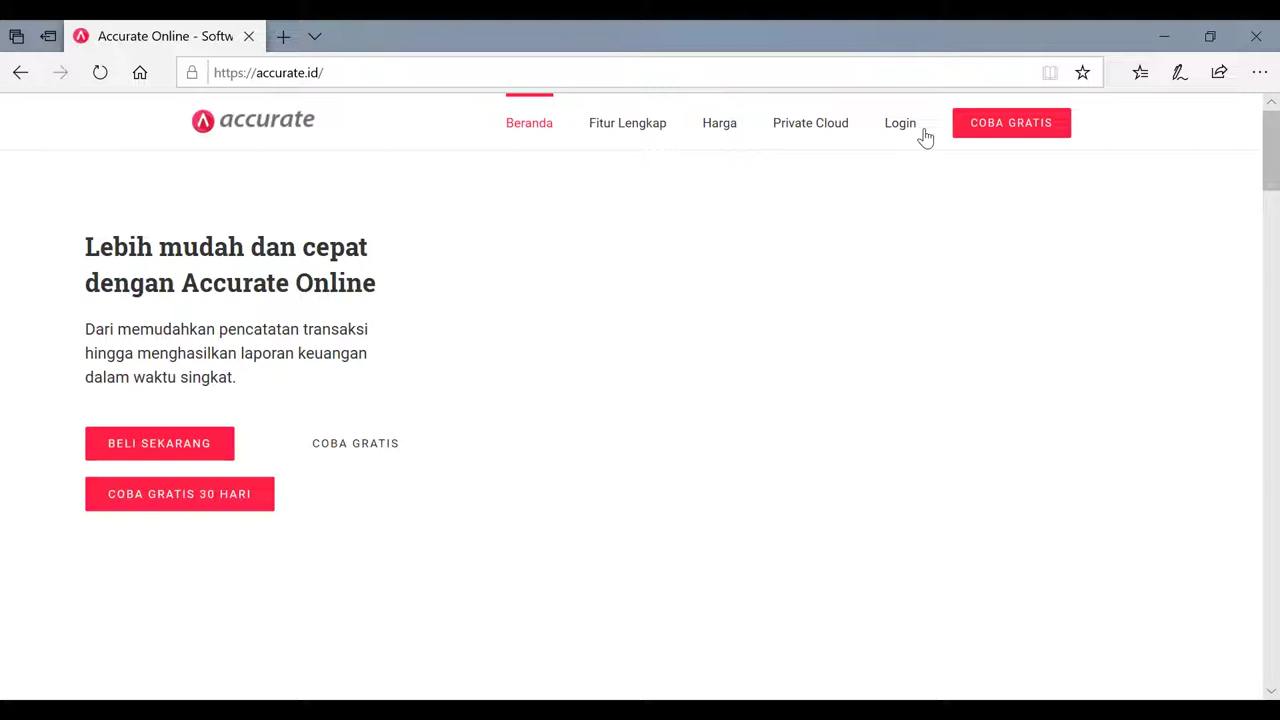 Accurate Online - Softw
https://accurate.id/
accurate
Beranda
Fitur Lengkap
Harga
Private Cloud
Login
COBA GRATIS
Lebih mudah dan cepat
dengan Accurate Online
Dari memudahkan pencatatan transaksi
hingga menghasilkan laporan keuangan
dalam waktu singkat.
BELI SEKARANG
COBA GRATIS
COBA GRATIS 30 HARI